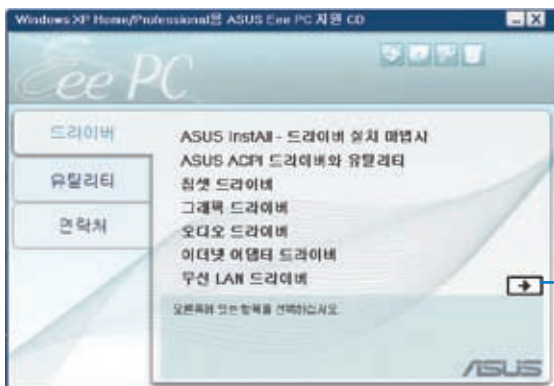 Windows XP Home/Professional용 ASUS Eee PC 지원 CD
Eee PC
드라이버
유틸리티
연락처
ASUS InstAll - 드라이버 설치 마법사
ASUS ACPI 드라이버와 유틸리티
칩셋 드라이버
그래픽 드라이버
오디오 드라이버
이더넷 어댑터 드라이버
무선 LAN 드라이버
오른쪽에 있는 항목을 선택하십시오.
ASUS